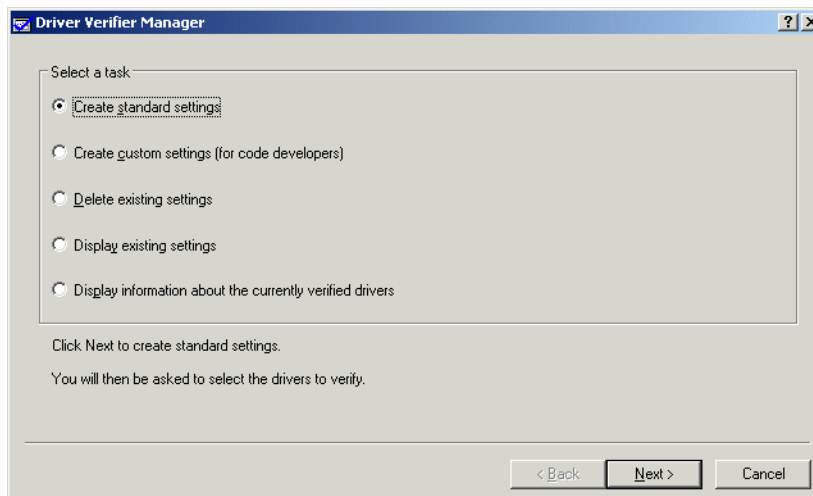 Driver Verifier Manager
Select a task
Create standard settings
Create custom settings (for code developers)
Delete existing settings
Display existing settings
Display information about the currently verified drivers
Click Next to create standard settings.
You will then be asked to select the drivers to verify.
< Back Next > Cancel